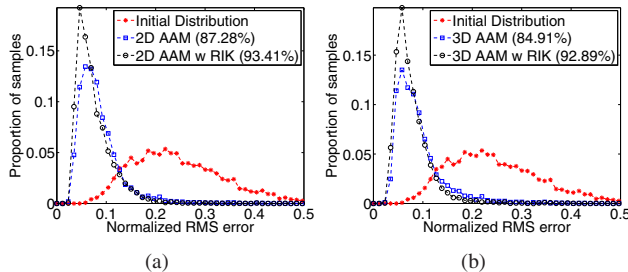 Proportion of samples
0.15
0.1
0.05
0
Initial Distribution
2D AAM (87.28%)
2D AAM w RIK (93.41%)
0 0.1 0.2 0.3 0.4 0.5
Normalized RMS error
(a)
Proportion of samples
0.15
0.1
0.05
0
Initial Distribution
3D AAM (84.91%)
3D AAM w RIK (92.89%)
0 0.1 0.2 0.3 0.4 0.5
Normalized RMS error
(b)